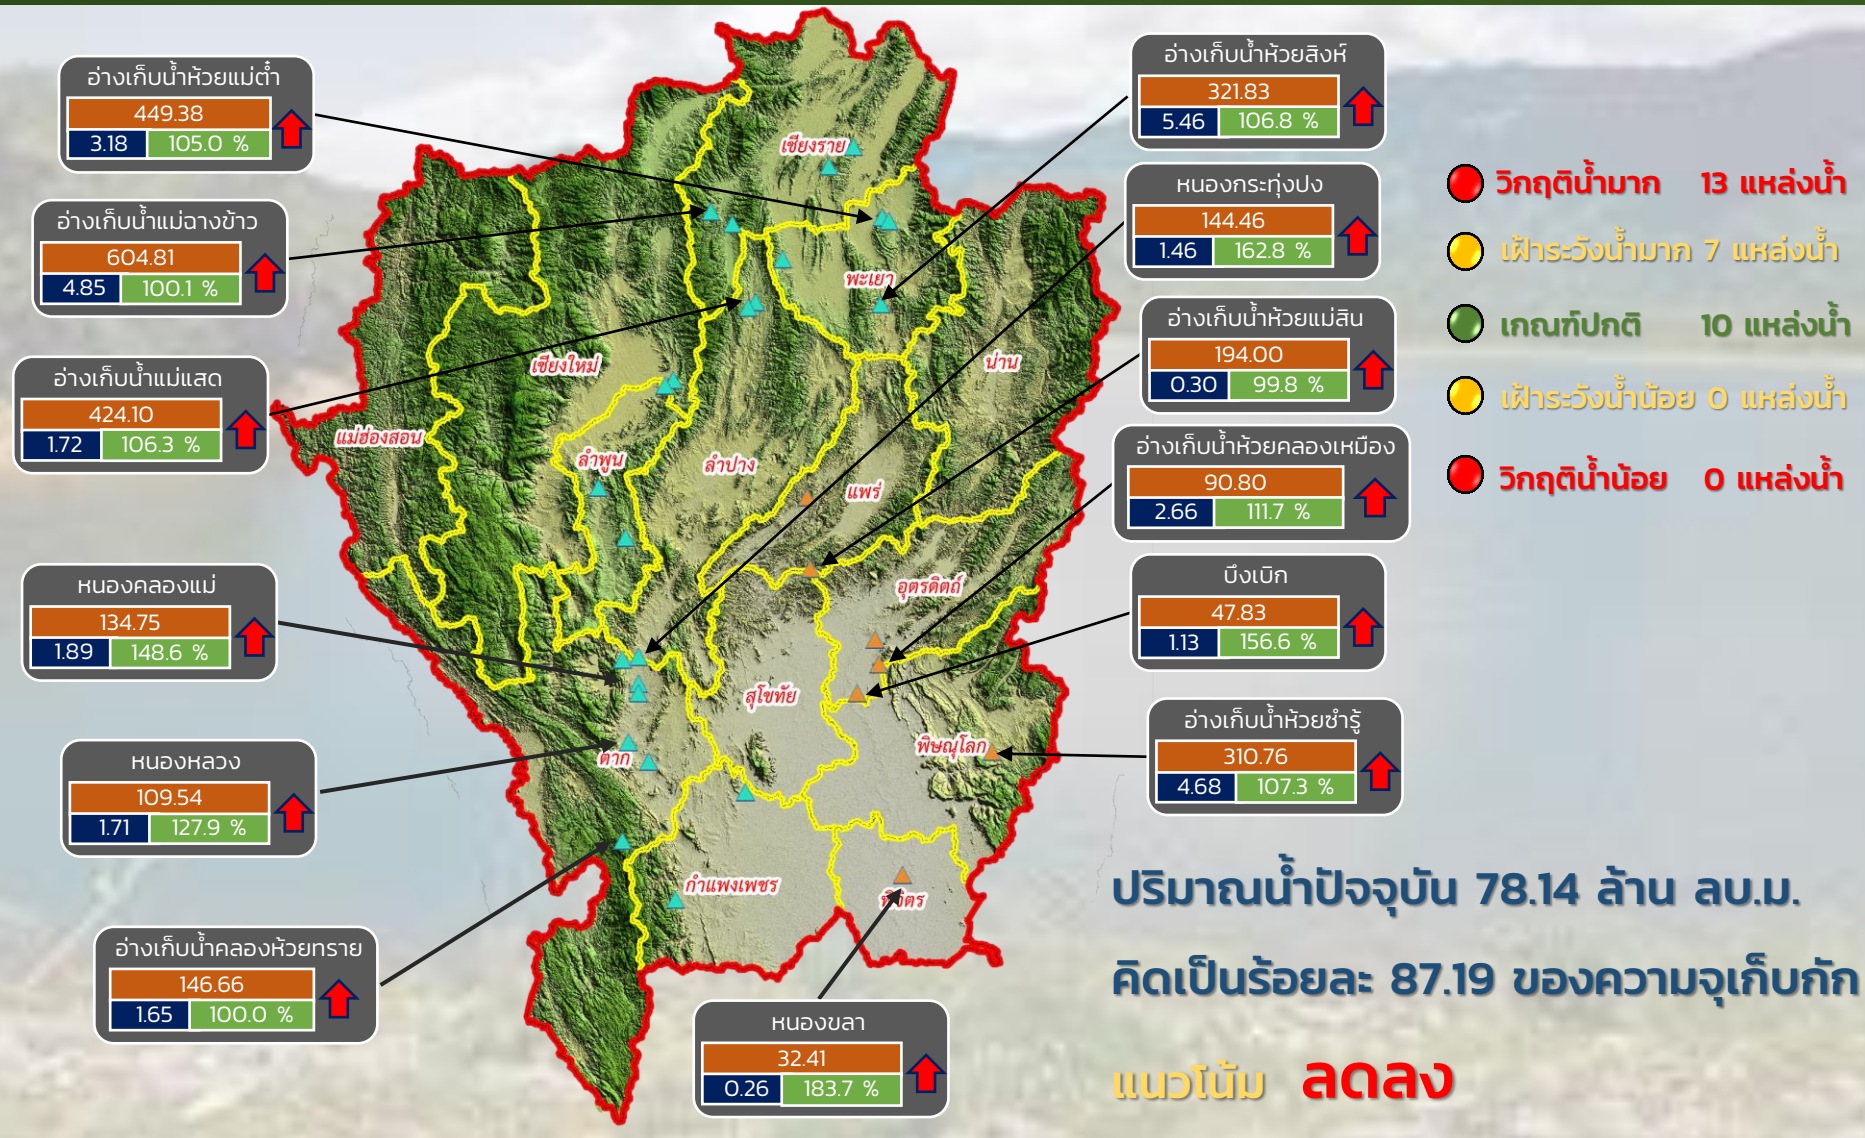 อ่างเก็บน้ำห้วยแม่ต๋ำ
449.38
3.18 105.0 %
อ่างเก็บน้ำแม่ฉางข้าว
604.81
4.85 100.1 %
อ่างเก็บน้ำแม่แสด
424.10
1.72 106.3 %
หนองคลองแม่
134.75
1.89 148.6 %
หนองหลวง
109.54
1.71 127.9 %
อ่างเก็บน้ำคลองห้วยทราย
146.66
1.65 100.0 %
เชียงราย
พะเยา
เชียงใหม่
น่าน
แม่ฮ่องสอน
ลำพูน
ลำปาง
แพร่
อุตรดิตถ์
สุโขทัย
ตาก
พิษณุโลก
กำแพงเพชร
พิจิตร
หนองขลา
32.41
0.26 183.7 %
อ่างเก็บน้ำห้วยสิงห์
321.83
5.46 106.8 %
หนองกระทุ่งปง
144.46
1.46 162.8 %
อ่างเก็บน้ำห้วยแม่สิน
194.00
0.30 99.8 %
อ่างเก็บน้ำห้วยคลองเหมือง
90.80
2.66 111.7 %
บึงเบิก
47.83
1.13 156.6 %
อ่างเก็บน้ำห้วยซำรู้
310.76
4.68 107.3 %
วิกฤติน้ำมาก 13 แหล่งน้ำ
เฝ้าระวังน้ำมาก 7 แหล่งน้ำ
เกณฑ์ปกติ 10 แหล่งน้ำ
เฝ้าระวังน้ำน้อย 0 แหล่งน้ำ
วิกฤติน้ำน้อย 0 แหล่งน้ำ
ปริมาณน้ำปัจจุบัน 78.14 ล้าน ลบ.ม.
คิดเป็นร้อยละ 87.19 ของความจุเก็บกัก
แนวโน้ม ลดลง